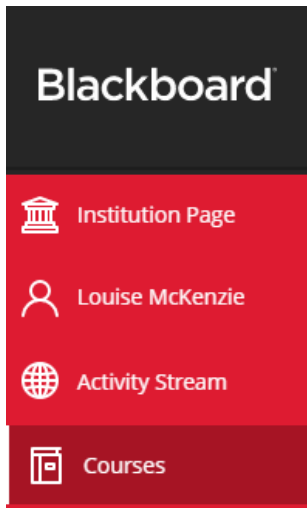 Blackboard
Institution Page
Louise McKenzie
Activity Stream
Courses